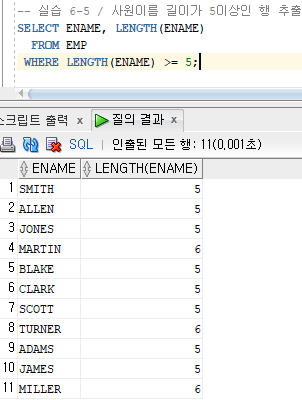 -- 실습 6-5 / 사원이름 길이가 5이상인 행 추출
SELECT ENAME, LENGTH(ENAME)
FROM EMP
WHERE LENGTH(ENAME) >= 5;
스크립트 출력 × 질의 결과 ×
SQL | 인출된 모든 행: 11(0,001초)
ENAME LENGTH(ENAME)
1 SMITH 5
2 ALLEN 5
3 JONES 5
4 MARTIN 6
5 BLAKE 5
6 CLARK 5
7 SCOTT 5
8 TURNER 6
9 ADAMS 5
10 JAMES 5
11 MILLER 6